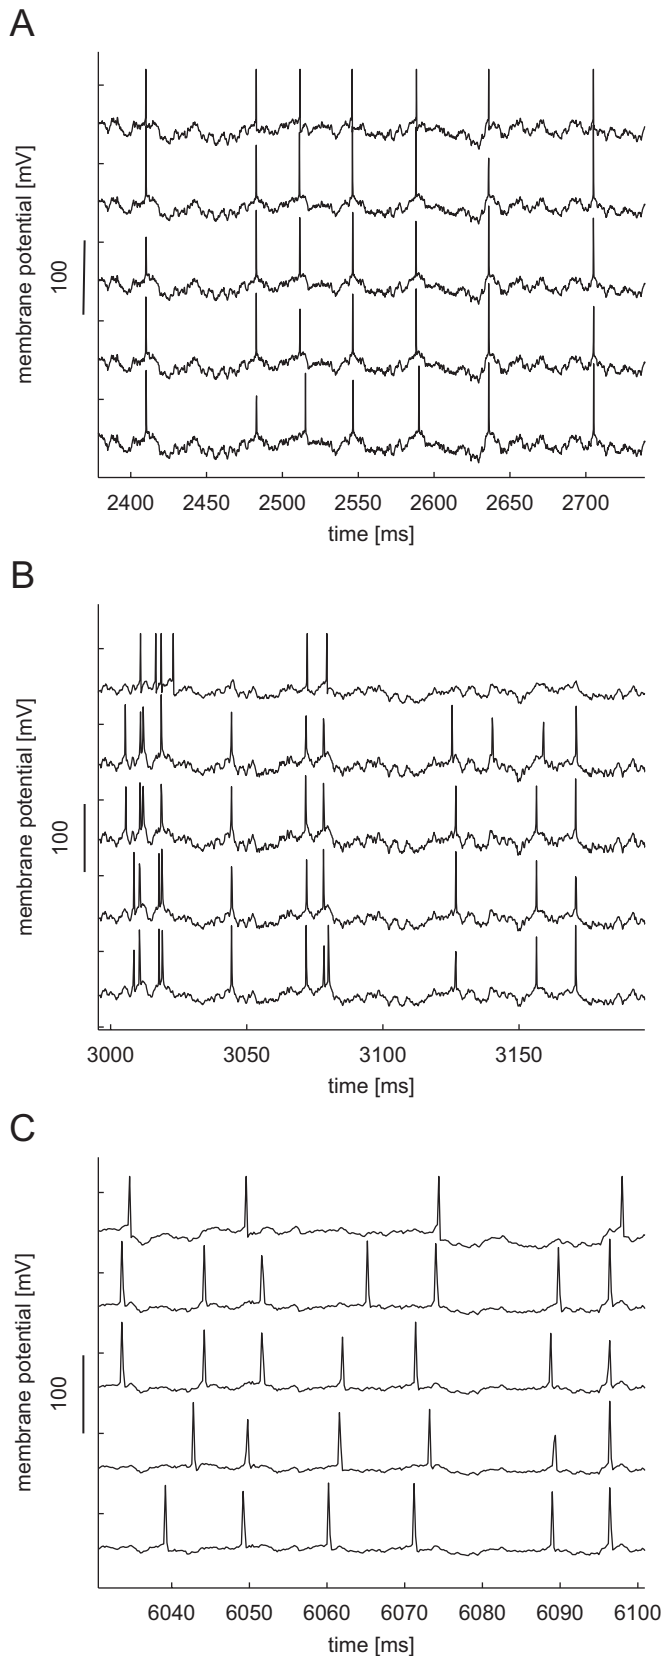 A
membrane potential [mV]
100
2400 2450 2500 2550 2600 2650 2700
time [ms]
B
membrane potential [mV]
100
3000 3050 3100 3150
time [ms]
C
membrane potential [mV]
100
6040 6050 6060 6070 6080 6090 6100
time [ms]